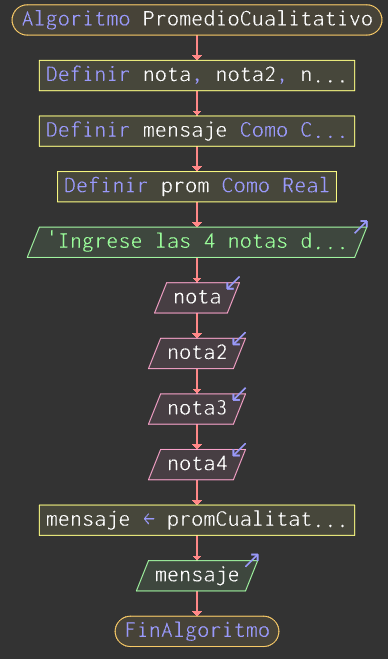 Algoritmo PromedioCualitativo
Definir nota, nota2, n...
Definir mensaje Como C...
Definir prom Como Real
'Ingrese las 4 notas d...
nota
nota2
nota3
nota4
mensaje ← promCualitat...
mensaje
FinAlgoritmo